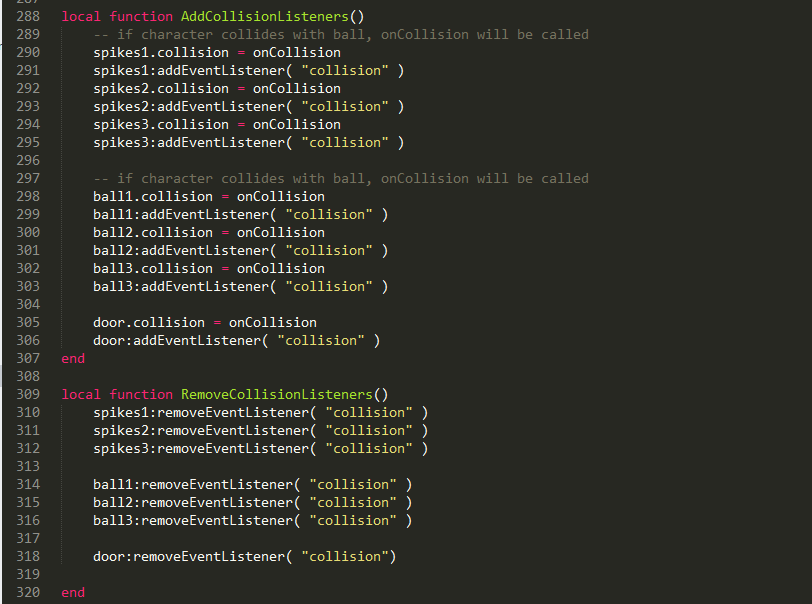 288 local function AddCollisionListeners()
289     -- if character collides with ball, onCollision will be called
290     spikes1.collision = onCollision
291     spikes1:addEventListener( "collision" )
292     spikes2.collision = onCollision
293     spikes2:addEventListener( "collision" )
294     spikes3.collision = onCollision
295     spikes3:addEventListener( "collision" )
296
297     -- if character collides with ball, onCollision will be called
298     ball1.collision = onCollision
299     ball1:addEventListener( "collision" )
300     ball2.collision = onCollision
301     ball2:addEventListener( "collision" )
302     ball3.collision = onCollision
303     ball3:addEventListener( "collision" )
304
305     door.collision = onCollision
306     door:addEventListener( "collision" )
307 end
308
309 local function RemoveCollisionListeners()
310     spikes1:removeEventListener( "collision" )
311     spikes2:removeEventListener( "collision" )
312     spikes3:removeEventListener( "collision" )
313
314     ball1:removeEventListener( "collision" )
315     ball2:removeEventListener( "collision" )
316     ball3:removeEventListener( "collision" )
317
318     door:removeEventListener( "collision")
319
320 end